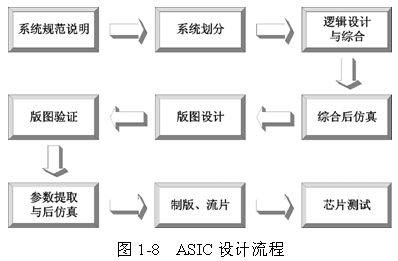 系统规范说明
系统划分
逻辑设计
与综合
综合后仿真
版图设计
版图验证
参数提取
与后仿真
制版、流片
芯片测试
图 1-8 ASIC 设计流程